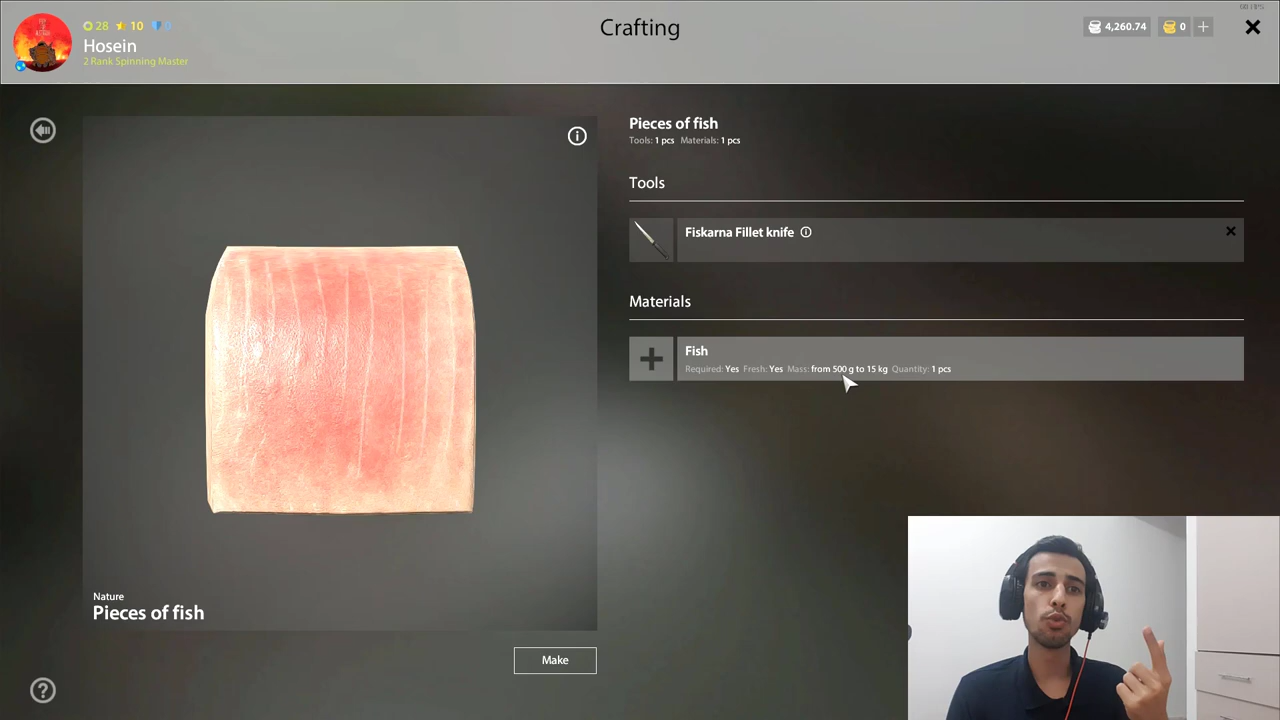 28 10 0
Hosein
2 Rank Spinning Master
Crafting
4,260.74
0
Pieces of fish
Tools: 1 pcs Materials: 1 pcs
Tools
Fiskarna Fillet knife
Materials
Fish
Required: Yes Fresh: Yes Mass: from 500 g to 15 kg Quantity: 1 pcs
Nature
Pieces of fish
Make